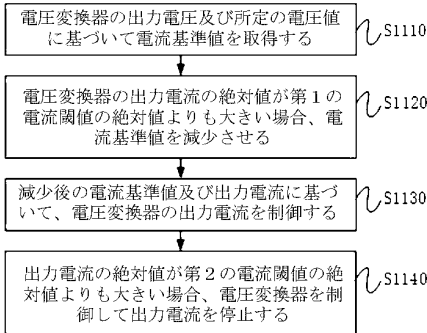 電圧変換器の出力電圧及び所定の電圧値
に基づいて電流基準値を取得する
S1110
電圧変換器の出力電流の絶対値が第1の
電流閾値の絶対値よりも大きい場合、電
流基準値を減少させる
S1120
減少後の電流基準値及び出力電流に基づ
いて、電圧変換器の出力電流を制御する
S1130
出力電流の絶対値が第2の電流閾値の絶
対値よりも大きい場合、電圧変換器を制
御して出力電流を停止する
S1140